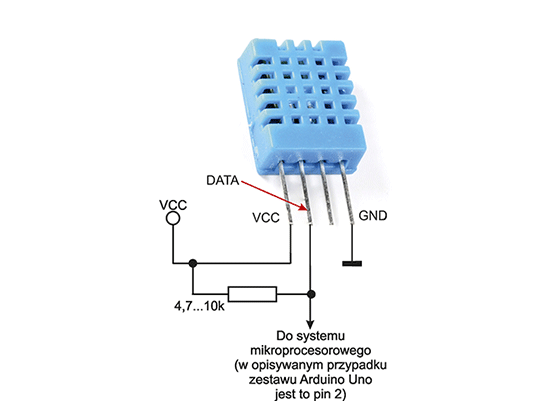 DATA
VCC
VCC
GND
4,7...10k
Do systemu
mikroprocesorowego
(w opisywanym przypadku
zestawu Arduino Uno
jest to pin 2)